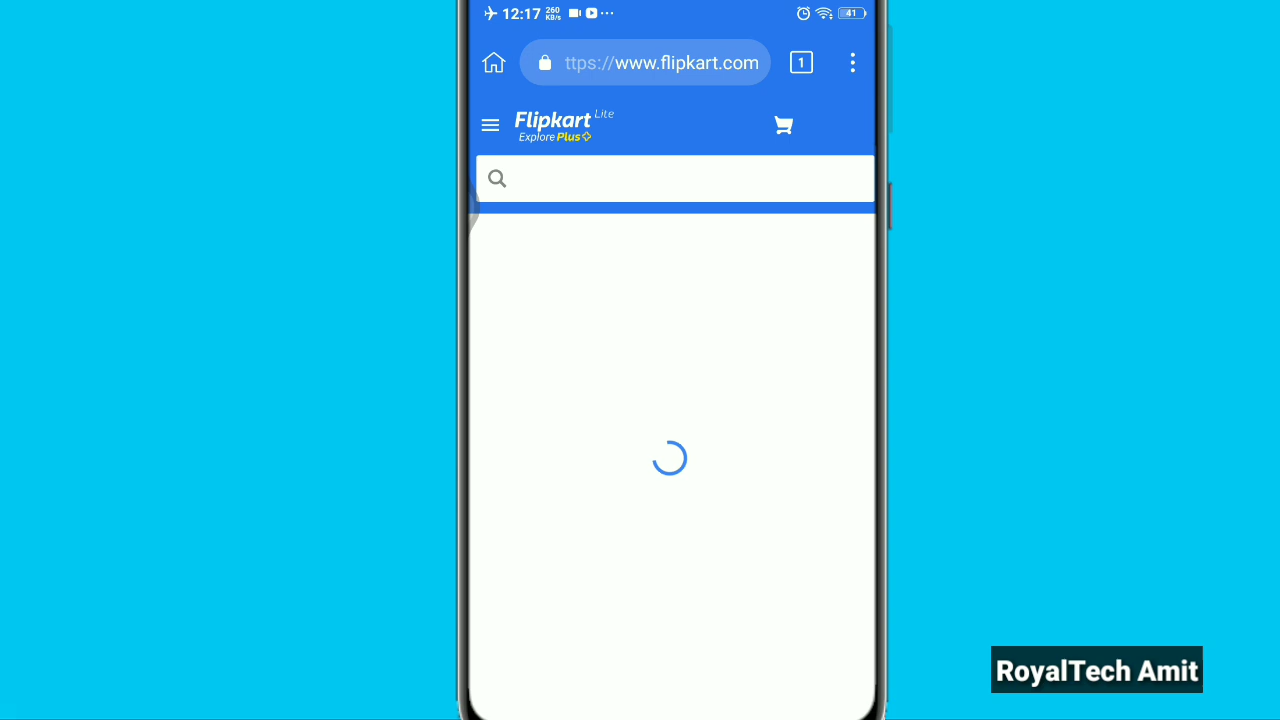 12:17 260 KB/s ... 41
ttps://www.flipkart.com 1
Flipkart Lite
Explore Plus
RoyalTech Amit